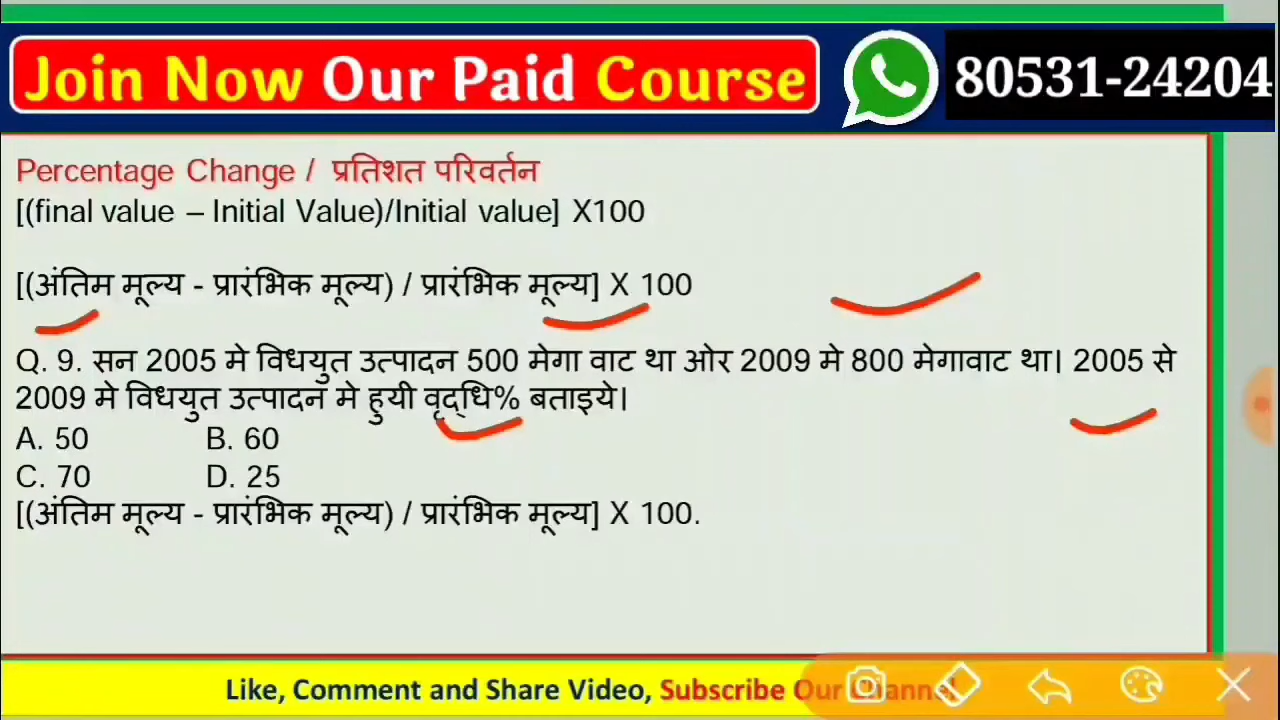 Join Now Our Paid Course
80531-24204
Percentage Change / प्रतिशत परिवर्तन
[(final value – Initial Value)/Initial value] X100
[(अंतिम मूल्य - प्रारंभिक मूल्य) / प्रारंभिक मूल्य] X 100
Q. 9. सन 2005 मे विधयुत उत्पादन 500 मेगा वाट था ओर 2009 मे 800 मेगावाट था। 2005 से
2009 मे विधयुत उत्पादन मे हुयी वृद्धि% बताइये।
A. 50 B. 60
C. 70 D. 25
[(अंतिम मूल्य - प्रारंभिक मूल्य) / प्रारंभिक मूल्य] X 100.
Like, Comment and Share Video, Subscribe Our Channel